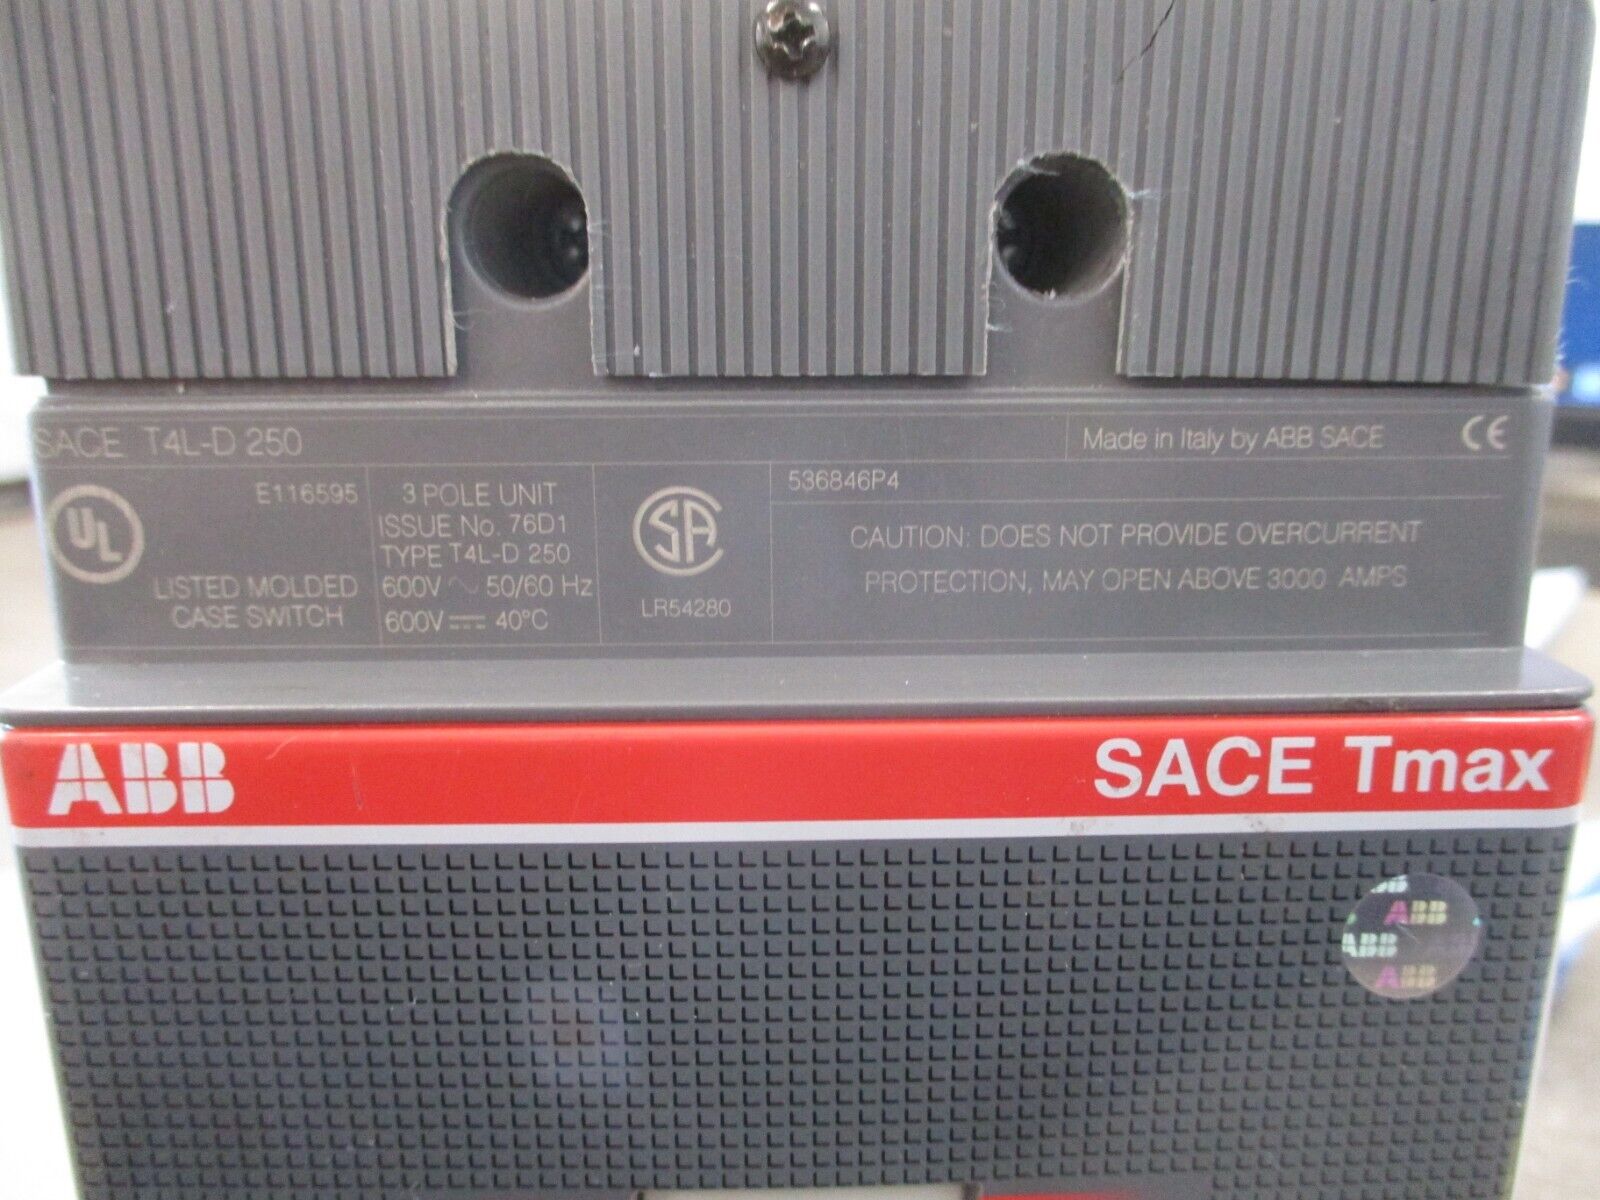 SACE T4L-D 250
Made in Italy by ABB SACE
CE
UL
E116595
LISTED MOLDED
CASE SWITCH
3 POLE UNIT
ISSUE No. 76D1
TYPE T4L-D 250
600V ~ 50/60 Hz
600V ⎓ 40°C
SA
LR54280
536846P4
CAUTION: DOES NOT PROVIDE OVERCURRENT
PROTECTION, MAY OPEN ABOVE 3000 AMPS
ABB
SACE Tmax
ABB
ABB
ABB